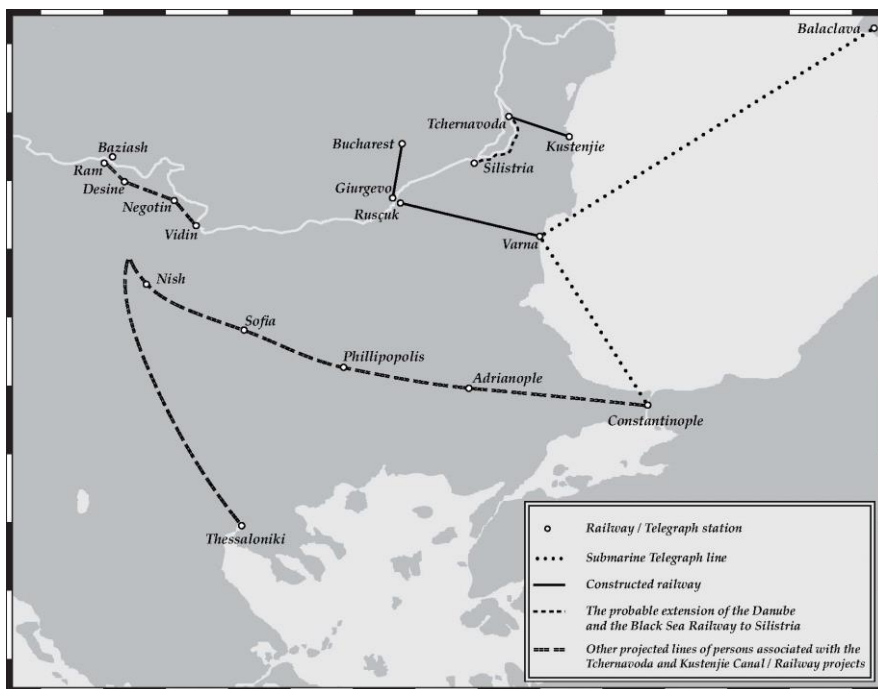 Balaclava
Tchernavoda
Kustenjie
Bucharest
Baziash
Ram
Silistria
Desine
Giurgevo
Negotin
Rusçuk
Vidin
Varna
Nish
Sofia
Phillipopolis
Adrianople
Constantinople
Thessaloniki
Railway / Telegraph station
Submarine Telegraph line
Constructed railway
The probable extension of the Danube
and the Black Sea Railway to Silistria
Other projected lines of persons associated with the
Tchernavoda and Kustenjie Canal / Railway projects